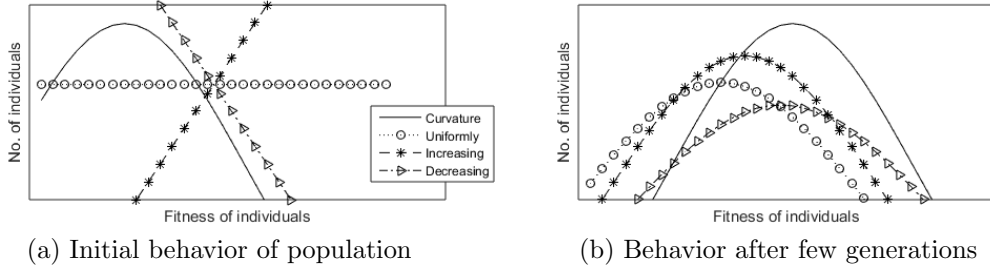 No. of individuals
Curvature
Uniformly
Increasing
Decreasing
Fitness of individuals
(a) Initial behavior of population
No. of individuals
Fitness of individuals
(b) Behavior after few generations